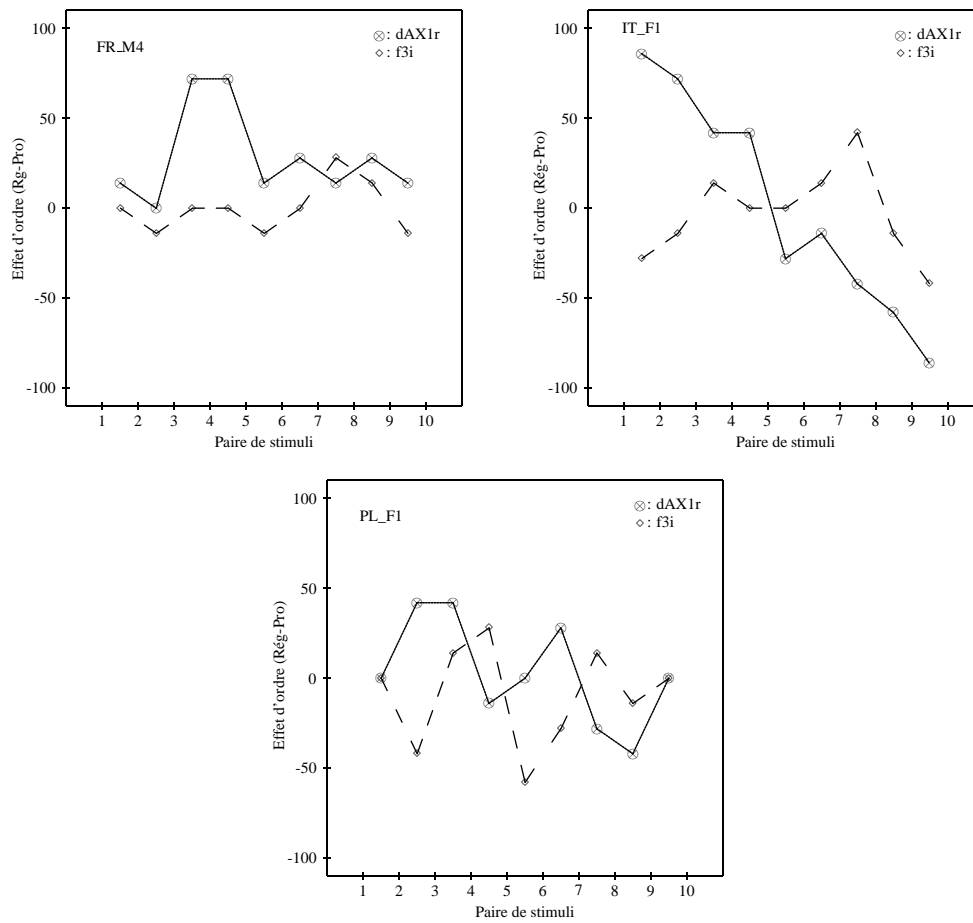 FR_M4
⊗: dAX1r
◇: f3i
100
50
0
-50
-100
Effet d'ordre (Rg-Pro)
1 2 3 4 5 6 7 8 9 10
Paire de stimuli
IT_F1
⊗: dAX1r
◇: f3i
100
50
0
-50
-100
Effet d'ordre (Rég-Pro)
1 2 3 4 5 6 7 8 9 10
Paire de stimuli
PL_F1
⊗: dAX1r
◇: f3i
100
50
0
-50
-100
Effet d'ordre (Rég-Pro)
1 2 3 4 5 6 7 8 9 10
Paire de stimuli